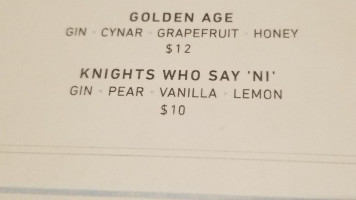 GOLDEN AGE
GIN • CYNAR • GRAPEFRUIT • HONEY
$12
KNIGHTS WHO SAY 'NI'
GIN • PEAR • VANILLA • LEMON
$10